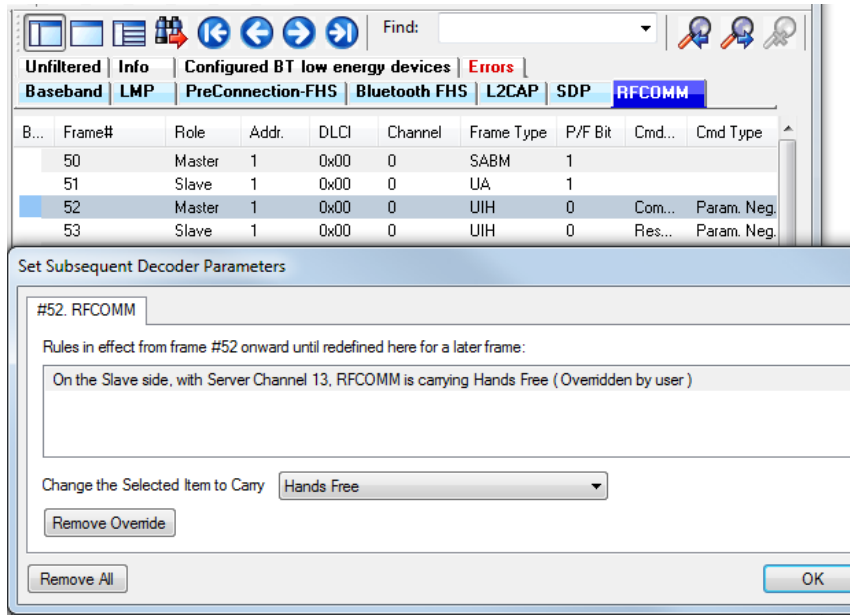 Find:
Unfiltered Info Configured BT low energy devices Errors
Baseband LMP PreConnection-FHS Bluetooth FHS L2CAP SDP RFCOMM
B... Frame# Role Addr. DLCI Channel Frame Type P/F Bit Cmd... Cmd Type
50 Master 1 0x00 0 SABM 1
51 Slave 1 0x00 0 UA 1
52 Master 1 0x00 0 UIH 0 Com... Param. Neg.
53 Slave 1 0x00 0 UIH 0 Res... Param. Neg.
Set Subsequent Decoder Parameters
#52. RFCOMM
Rules in effect from frame #52 onward until redefined here for a later frame:
On the Slave side, with Server Channel 13, RFCOMM is carrying Hands Free ( Overridden by user )
Change the Selected Item to Carry Hands Free
Remove Override
Remove All OK